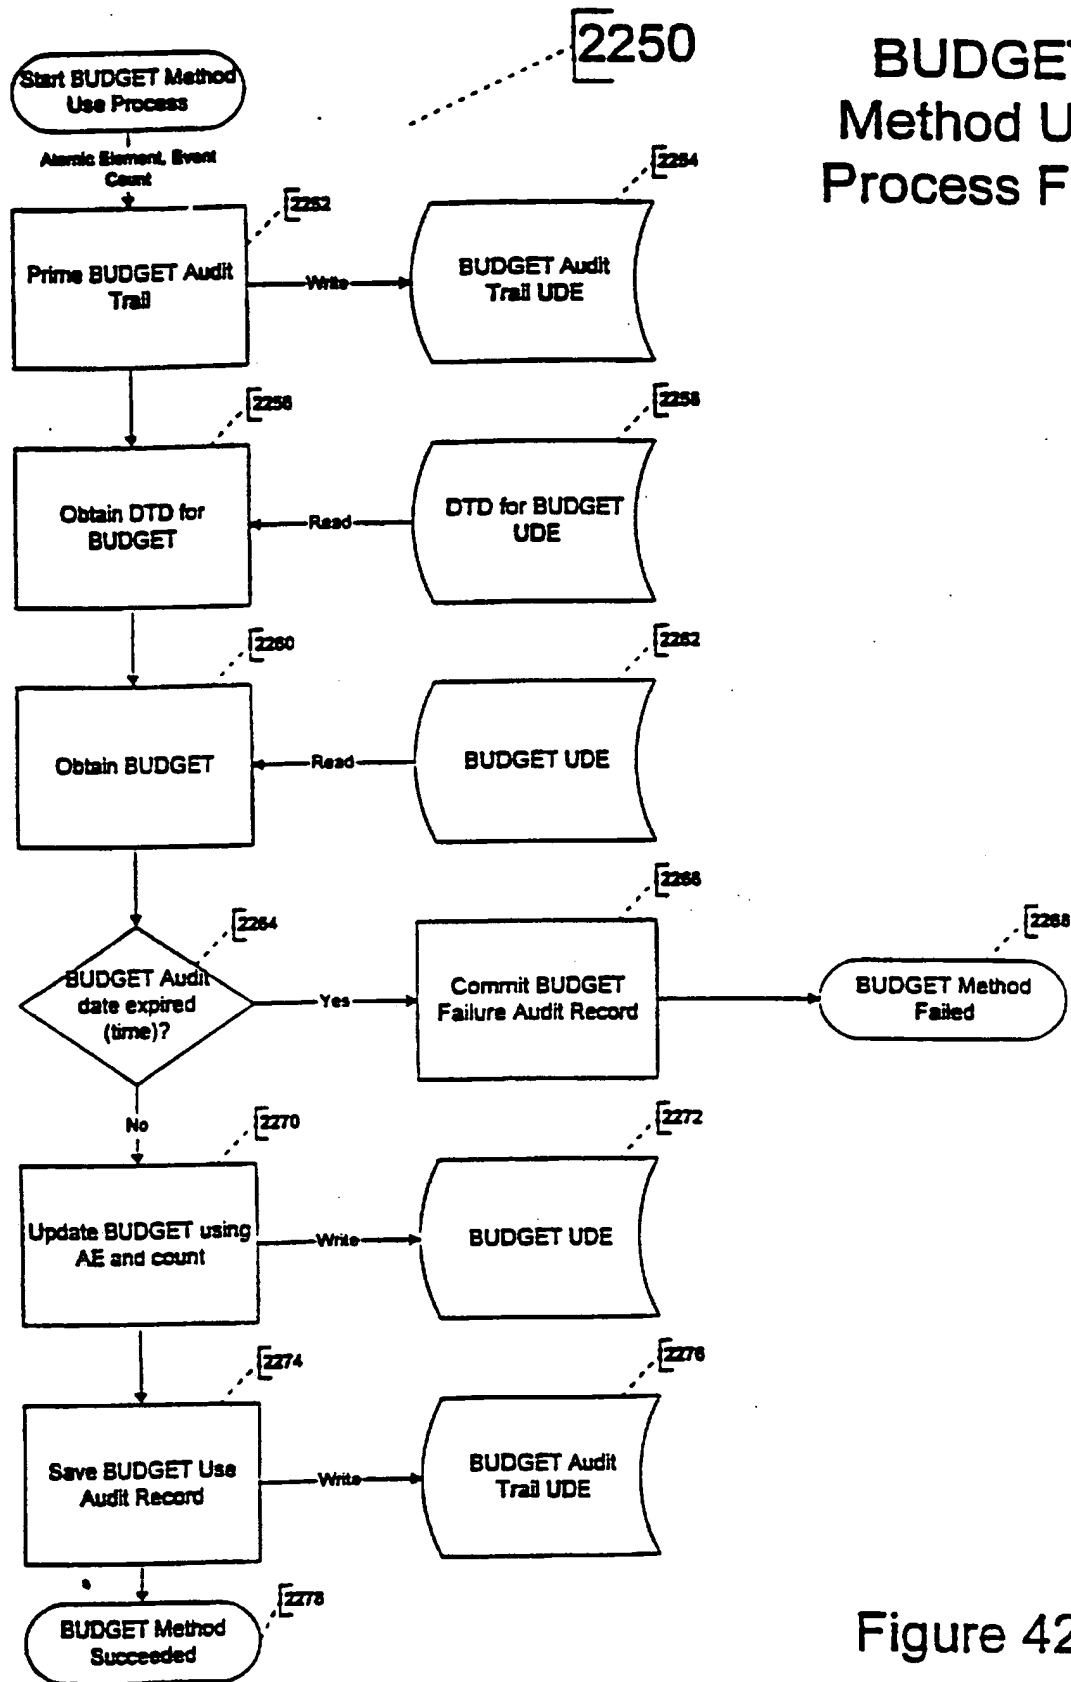 2250
BUDGET
Method U
Process F
Start BUDGET Method
Use Process
Atomic Element, Event
Count
2252
2254
Prime BUDGET Audit
Trail
Write
BUDGET Audit
Trail UDE
2256
2258
Obtain DTD for
BUDGET
Read
DTD for BUDGET
UDE
2260
2262
Obtain BUDGET
Read
BUDGET UDE
2264
2266
2268
BUDGET Audit
date expired
(time)?
Yes
Commit BUDGET
Failure Audit Record
BUDGET Method
Failed
No
2270
2272
Update BUDGET using
AE and count
Write
BUDGET UDE
2274
2276
Save BUDGET Use
Audit Record
Write
BUDGET Audit
Trail UDE
2278
BUDGET Method
Succeeded
Figure 42